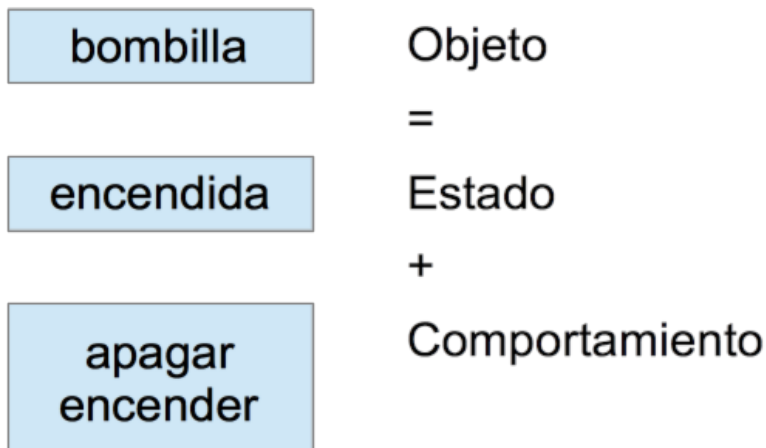 bombilla Objeto
=
encendida Estado
+
apagar Comportamiento
encender